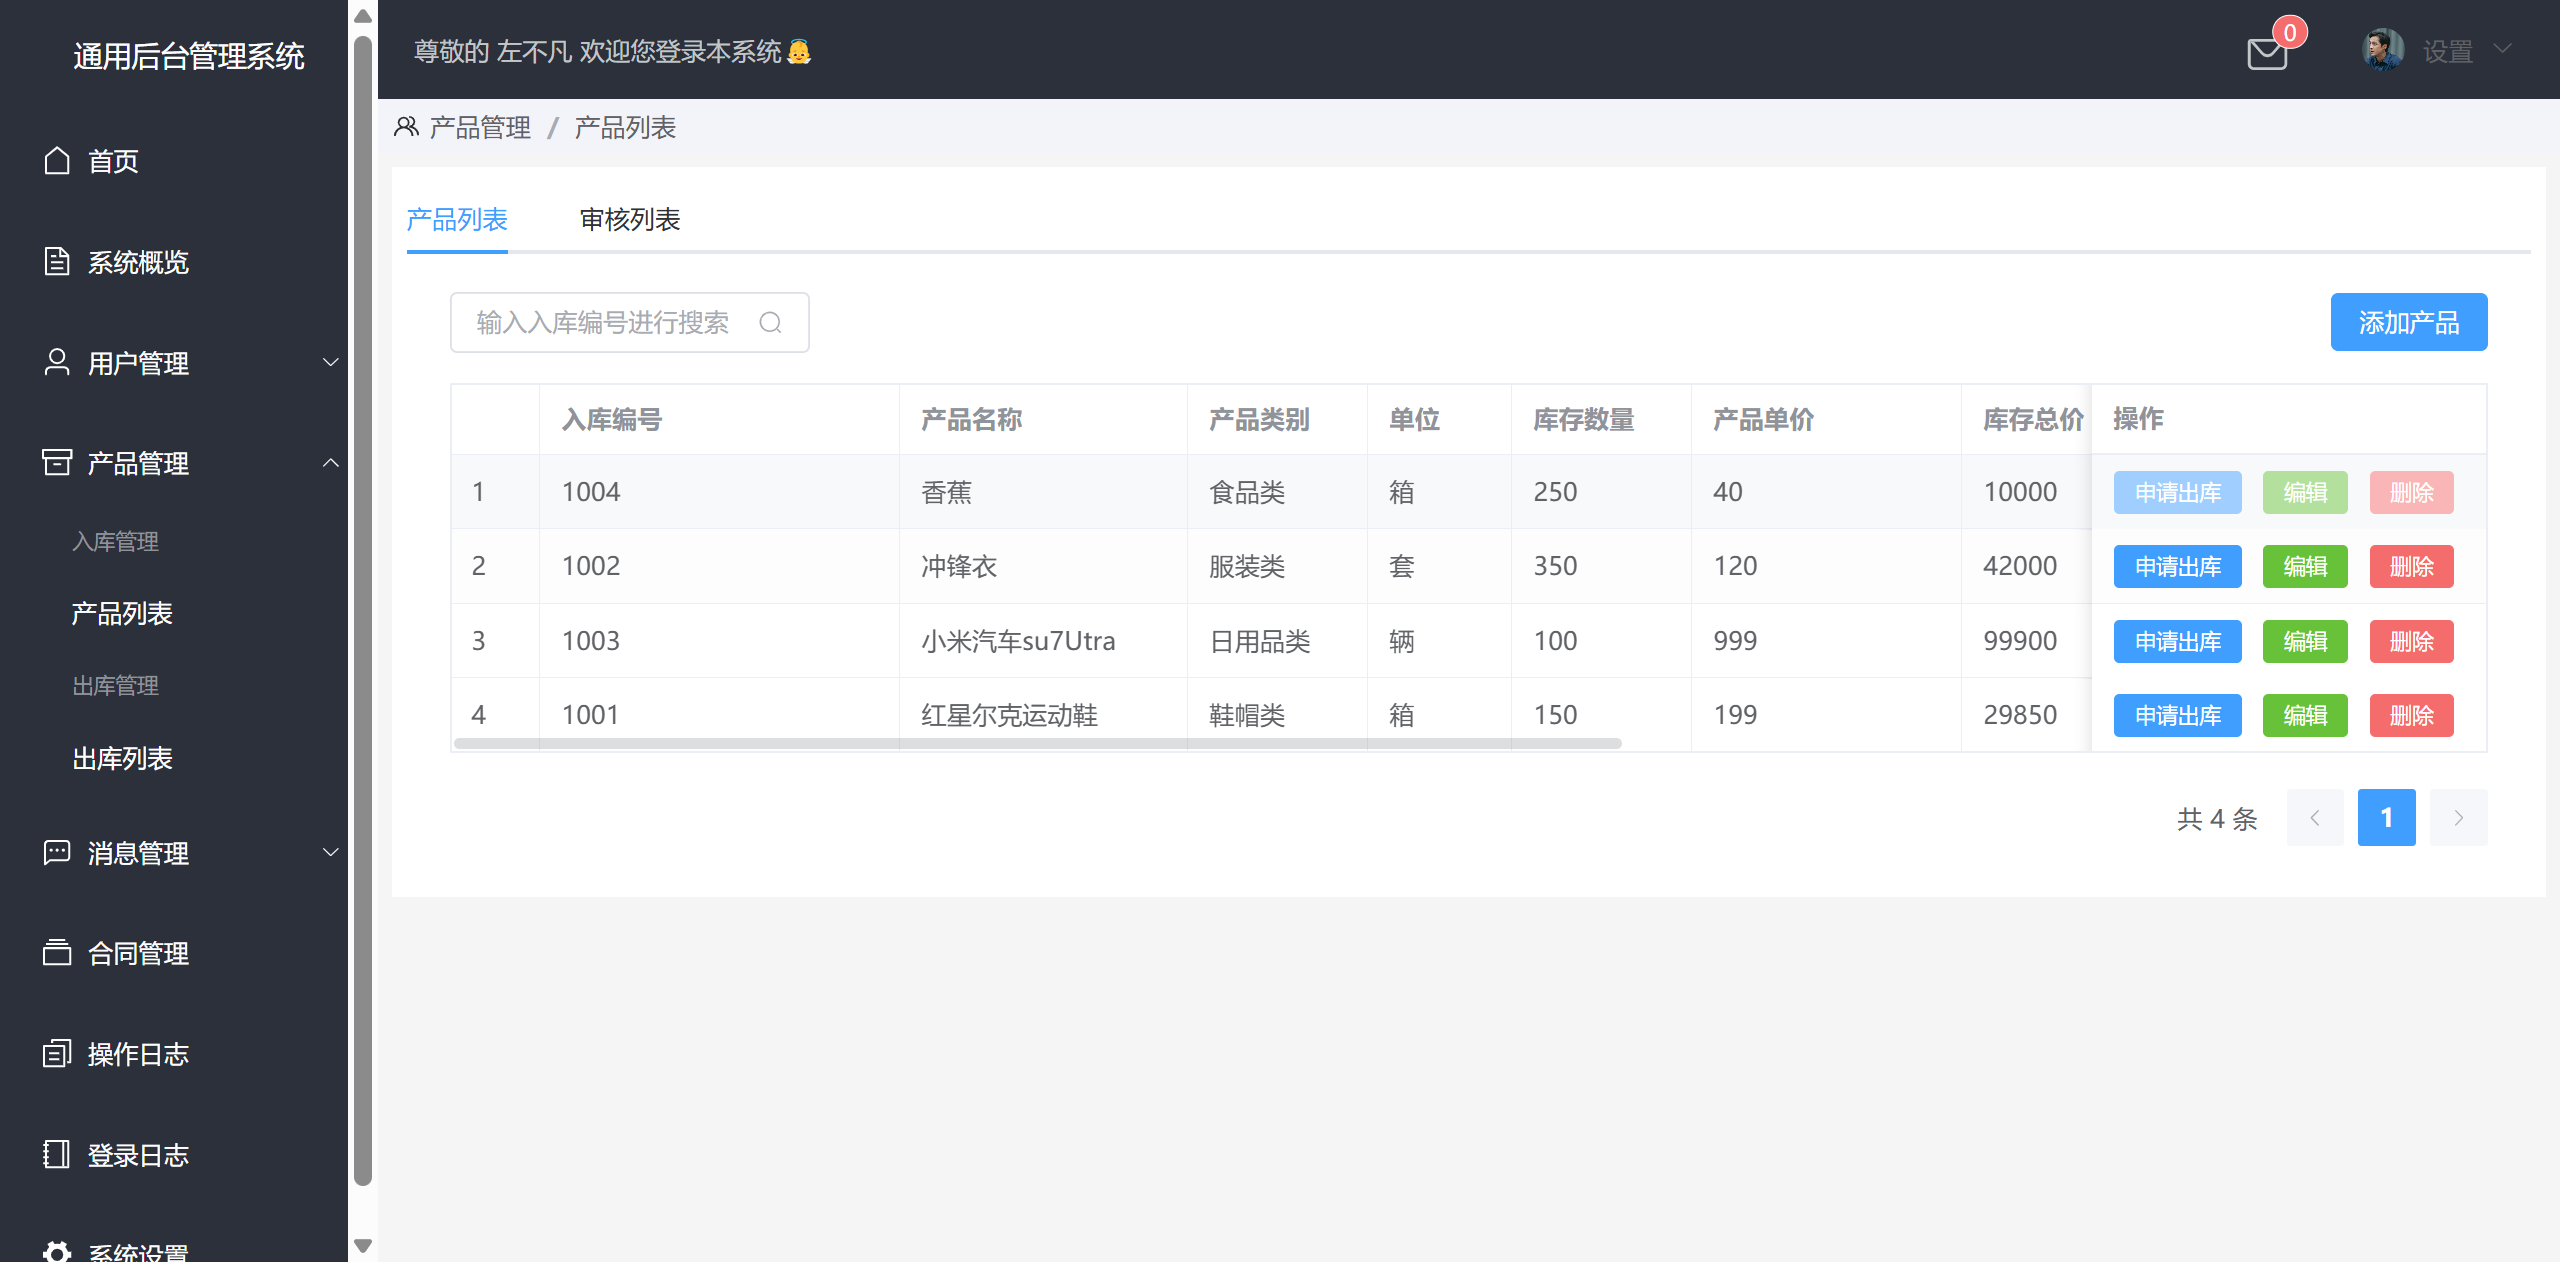 通用后台管理系统
首页
系统概览
用户管理
产品管理
入库管理
产品列表
出库管理
出库列表
消息管理
合同管理
操作日志
登录日志
系统设置
尊敬的 左不凡 欢迎您登录本系统
0
设置
产品管理 / 产品列表
产品列表 审核列表
输入入库编号进行搜索
添加产品
入库编号 产品名称 产品类别 单位 库存数量 产品单价 库存总价 操作
1 1004 香蕉 食品类 箱 250 40 10000 申请出库 编辑 删除
2 1002 冲锋衣 服装类 套 350 120 42000 申请出库 编辑 删除
3 1003 小米汽车su7Utra 日用品类 辆 100 999 99900 申请出库 编辑 删除
4 1001 红星尔克运动鞋 鞋帽类 箱 150 199 29850 申请出库 编辑 删除
共 4 条 1